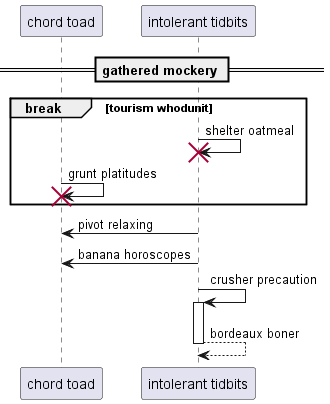 chord toad
intolerant tidbits
gathered mockery
break
[tourism whodunit]
shelter oatmeal
grunt platitudes
pivot relaxing
banana horoscopes
crusher precaution
bordeaux boner
chord toad
intolerant tidbits